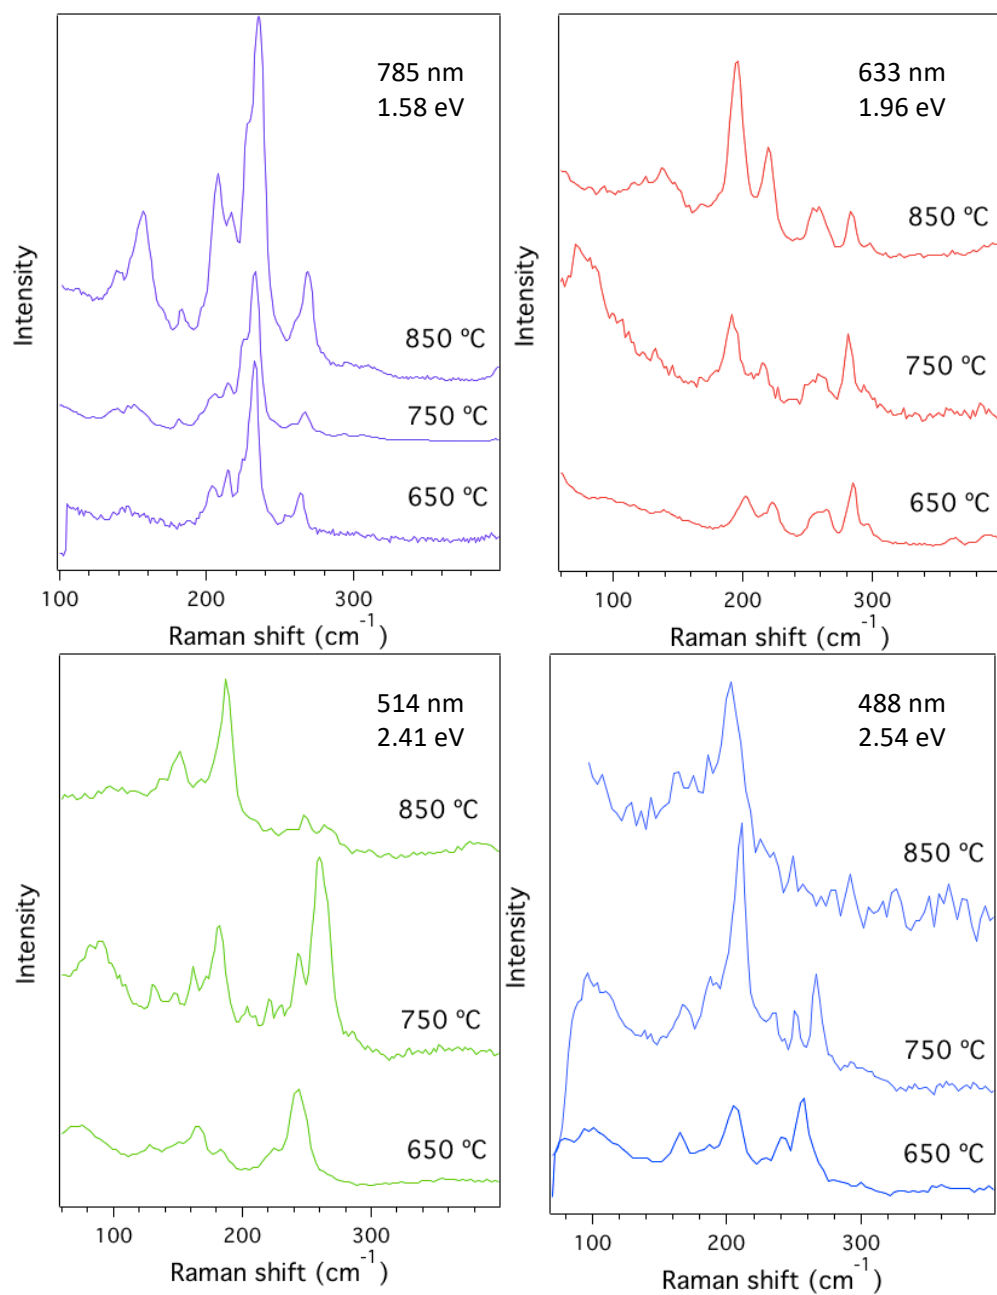 785 nm
1.58 eV
Intensity
850 ºC
750 ºC
650 ºC
100 200 300
Raman shift (cm-1)
633 nm
1.96 eV
Intensity
850 ºC
750 ºC
650 ºC
100 200 300
Raman shift (cm-1)
514 nm
2.41 eV
Intensity
850 ºC
750 ºC
650 ºC
100 200 300
Raman shift (cm-1)
488 nm
2.54 eV
Intensity
850 ºC
750 ºC
650 ºC
100 200 300
Raman shift (cm-1)